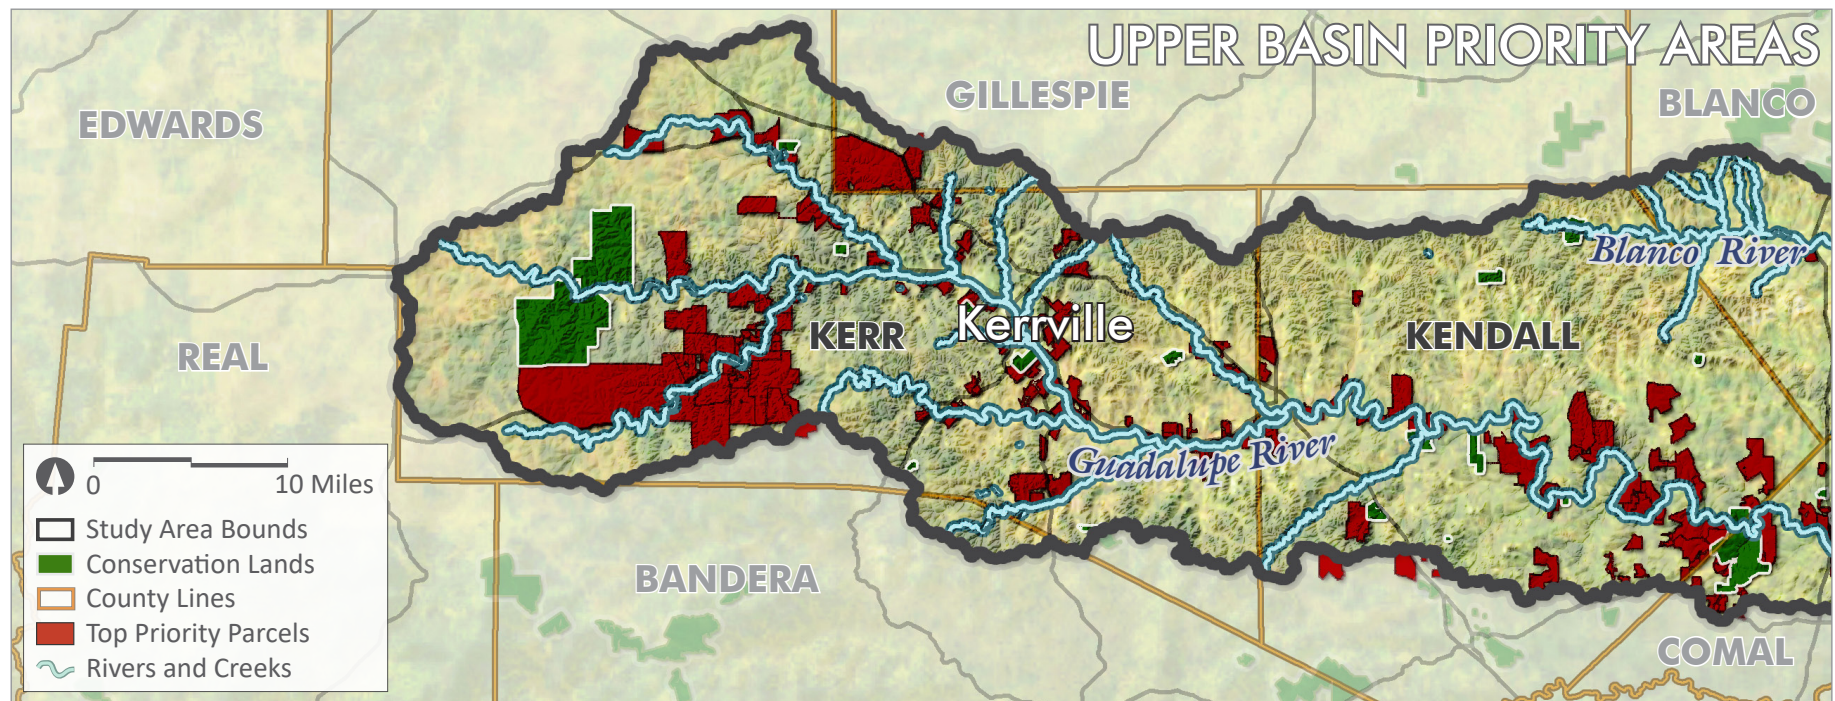 UPPER BASIN PRIORITY AREAS
GILLESPIE
BLANCO
EDWARDS
Blanco River
Kerrville
KERR
KENDALL
REAL
Guadalupe River
0
10 Miles
Study Area Bounds
Conservation Lands
County Lines
Top Priority Parcels
Rivers and Creeks
BANDERA
COMAL